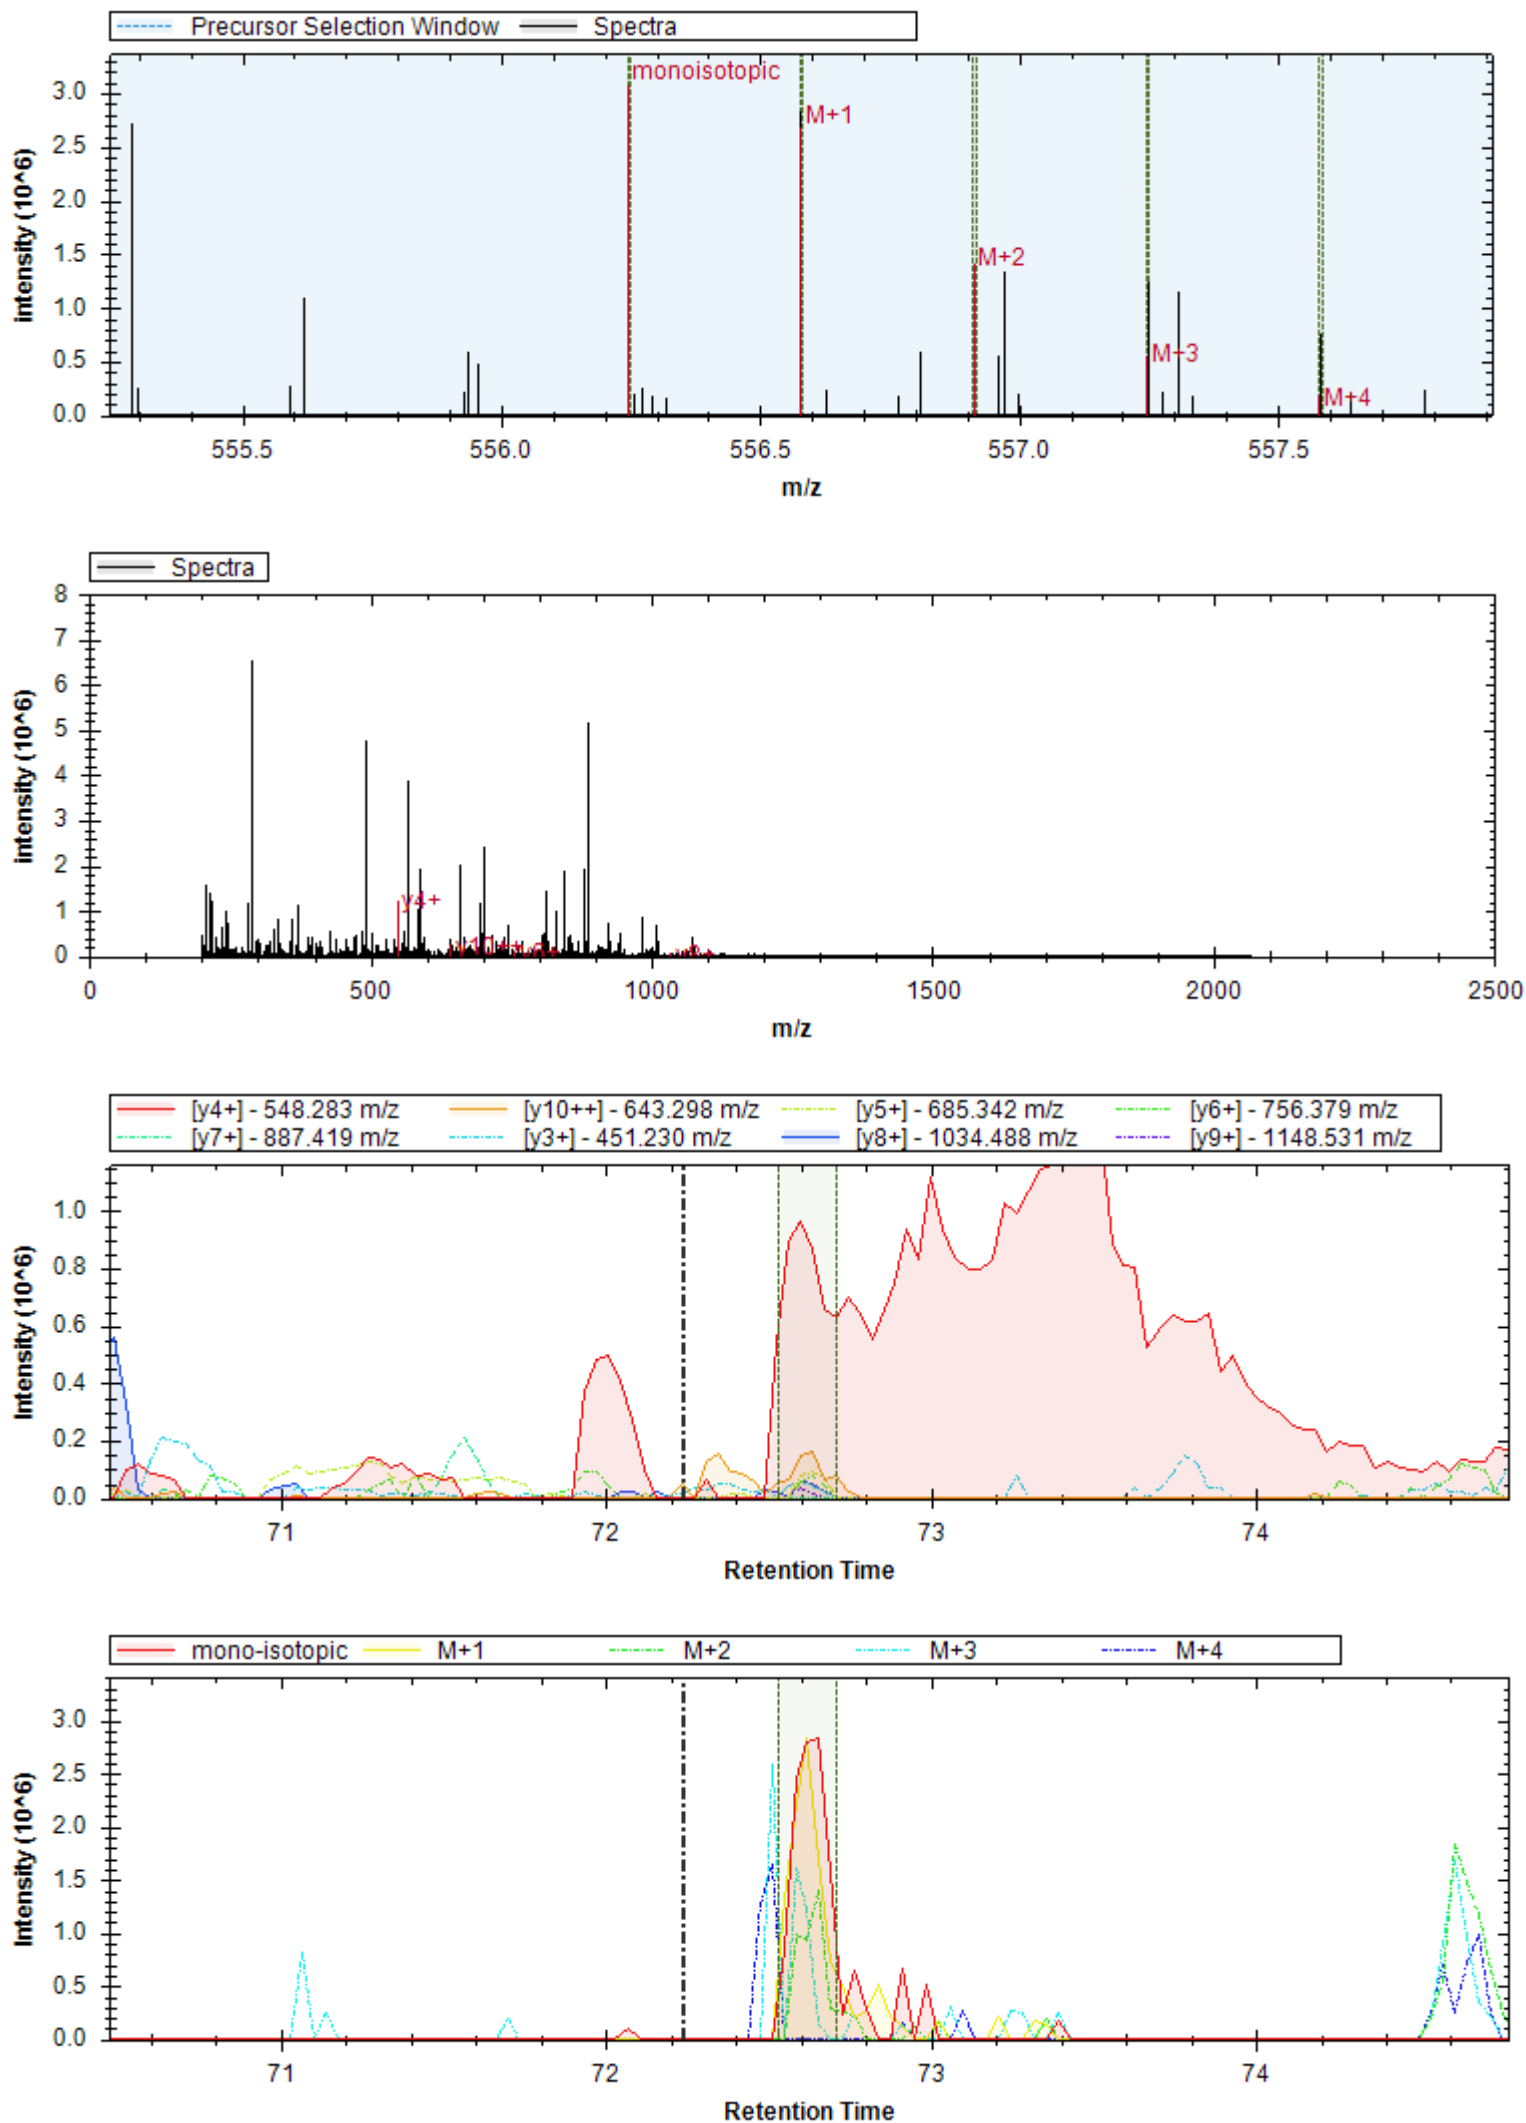 Precursor Selection Window Spectra
monoisotopic
M+1
M+2
M+3
M+4
3.0
2.5
2.0
1.5
1.0
0.5
0.0
intensity (10^6)
555.5 556.0 556.5 557.0 557.5
m/z
Spectra
8
7
6
5
4
3
2
1
0
intensity (10^6)
y4+
y10++
0 500 1000 1500 2000 2500
m/z
[y4+] - 548.283 m/z [y10++] - 643.298 m/z [y5+] - 685.342 m/z [y6+] - 756.379 m/z
[y7+] - 887.419 m/z [y3+] - 451.230 m/z [y8+] - 1034.488 m/z [y9+] - 1148.531 m/z
1.0
0.8
0.6
0.4
0.2
0.0
Intensity (10^6)
71 72 73 74
Retention Time
mono-isotopic M+1 M+2 M+3 M+4
3.0
2.5
2.0
1.5
1.0
0.5
0.0
Intensity (10^6)
71 72 73 74
Retention Time